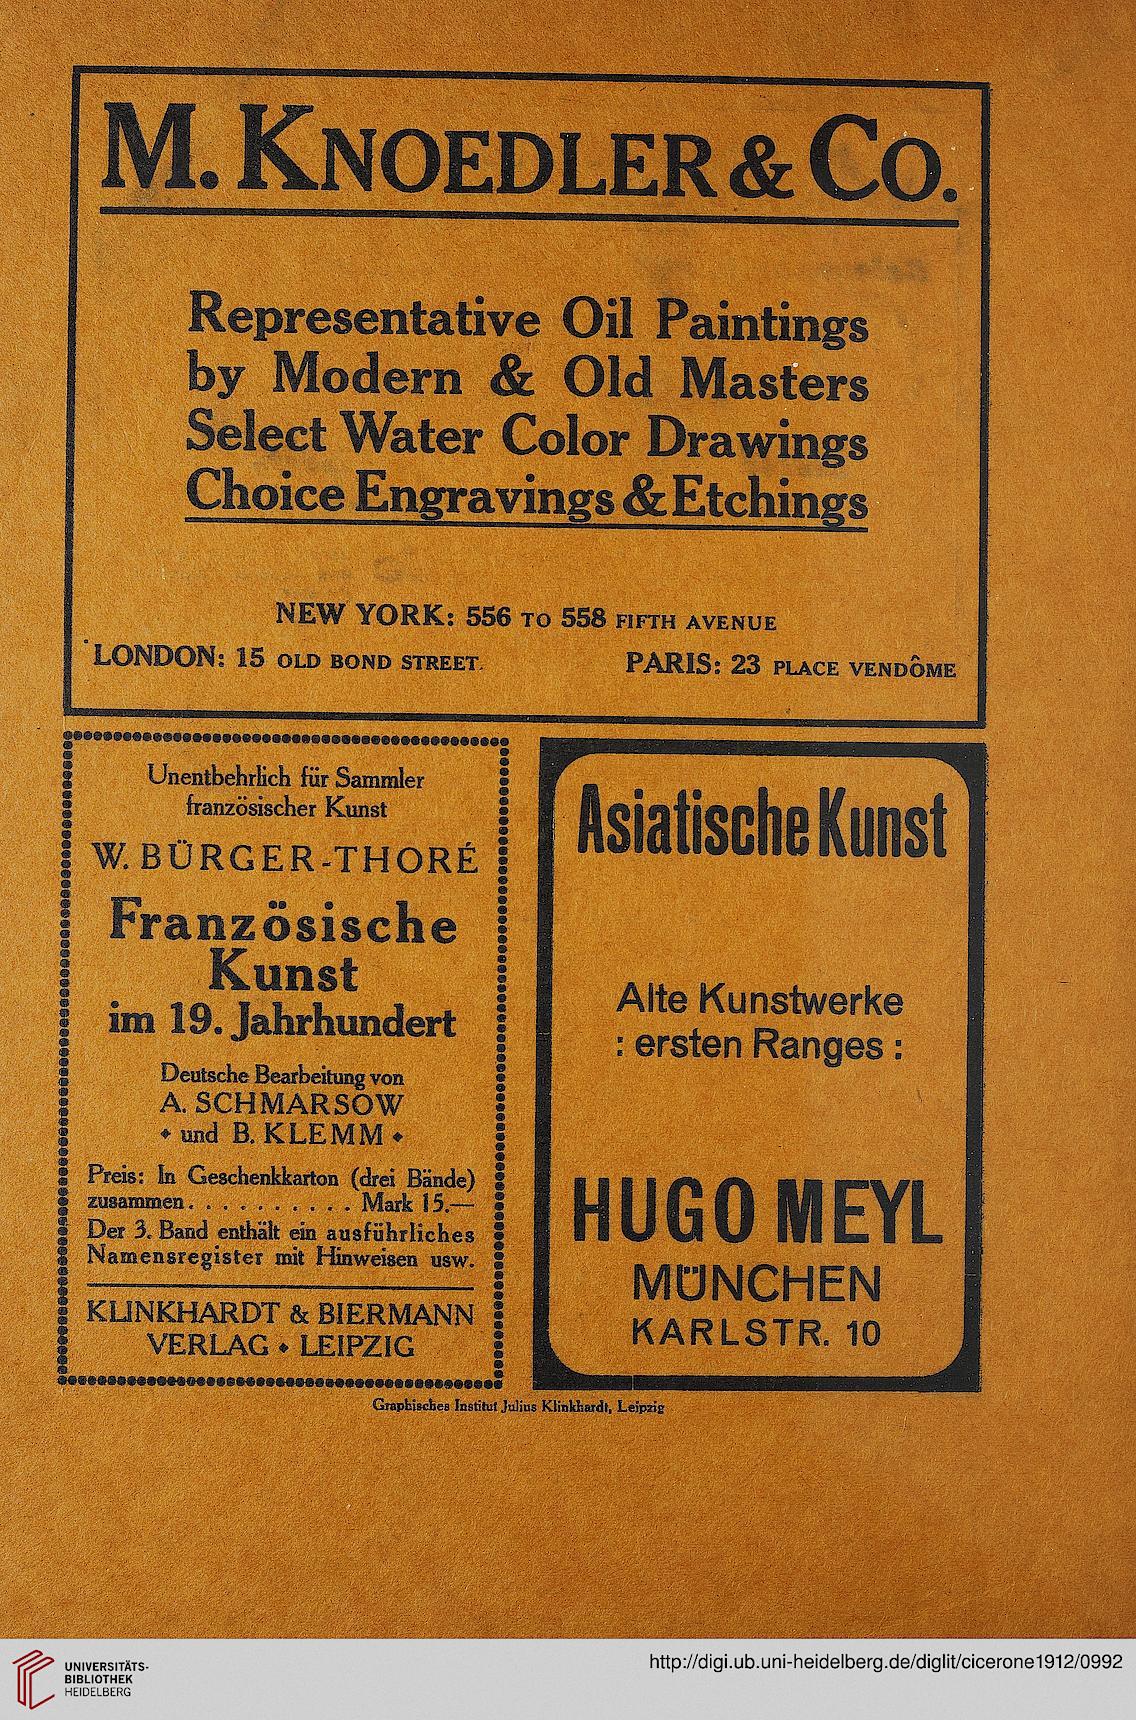 M. KNOEDLER & CO.
Representative Oil Paintings
by Modern & Old Masters
Select Water Color Drawings
Choice Engravings & Etchings
NEW YORK: 556 TO 558 FIFTH AVENUE
LONDON: 15 OLD BOND STREET.
PARIS: 23 PLACE VENDÔME
Unentbehrlich für Sammler
französischer Kunst
W. BÜRGER-THORÉ
Französische
Kunst
im 19. Jahrhundert
Deutsche Bearbeitung von
A. SCHMARSOW
und B. KLEMM
Preis: In Geschenkkarton (drei Bände)
zusammen . . . . . . . . . . Mark 15.—
Der 3. Band enthält ein ausführliches
Namensregister mit Hinweisen usw.
KLINKHARDT & BIERMANN
VERLAG • LEIPZIG
Asiatische Kunst
Alte Kunstwerke
: ersten Ranges :
HUGO MEYL
MÜNCHEN
KARLSTR. 10
Graphisches Institut Julius Klinkhardt, Leipzig
UNIVERSITÄTS-
BIBLIOTHEK
HEIDELBERG
http://digi.ub.uni-heidelberg.de/diglit/cicerone1912/0992